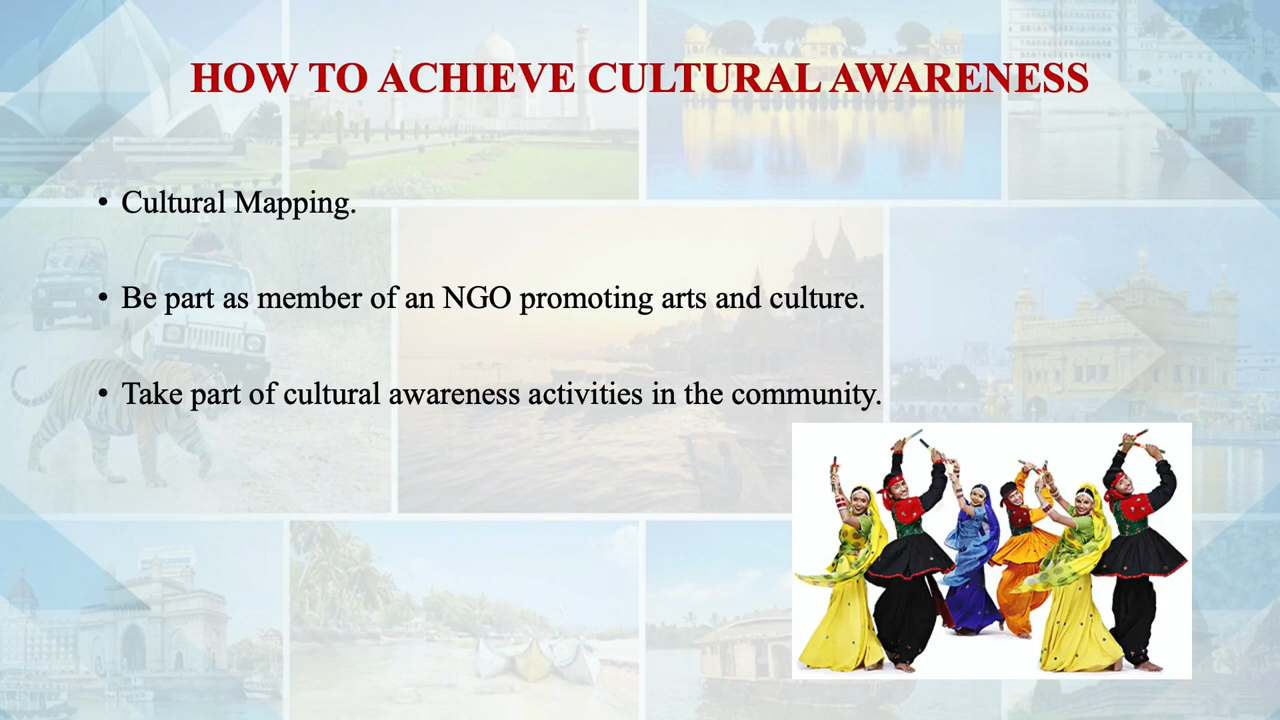 HOW TO ACHIEVE CULTURAL AWARENESS
• Cultural Mapping.
• Be part as member of an NGO promoting arts and culture.
• Take part of cultural awareness activities in the community.